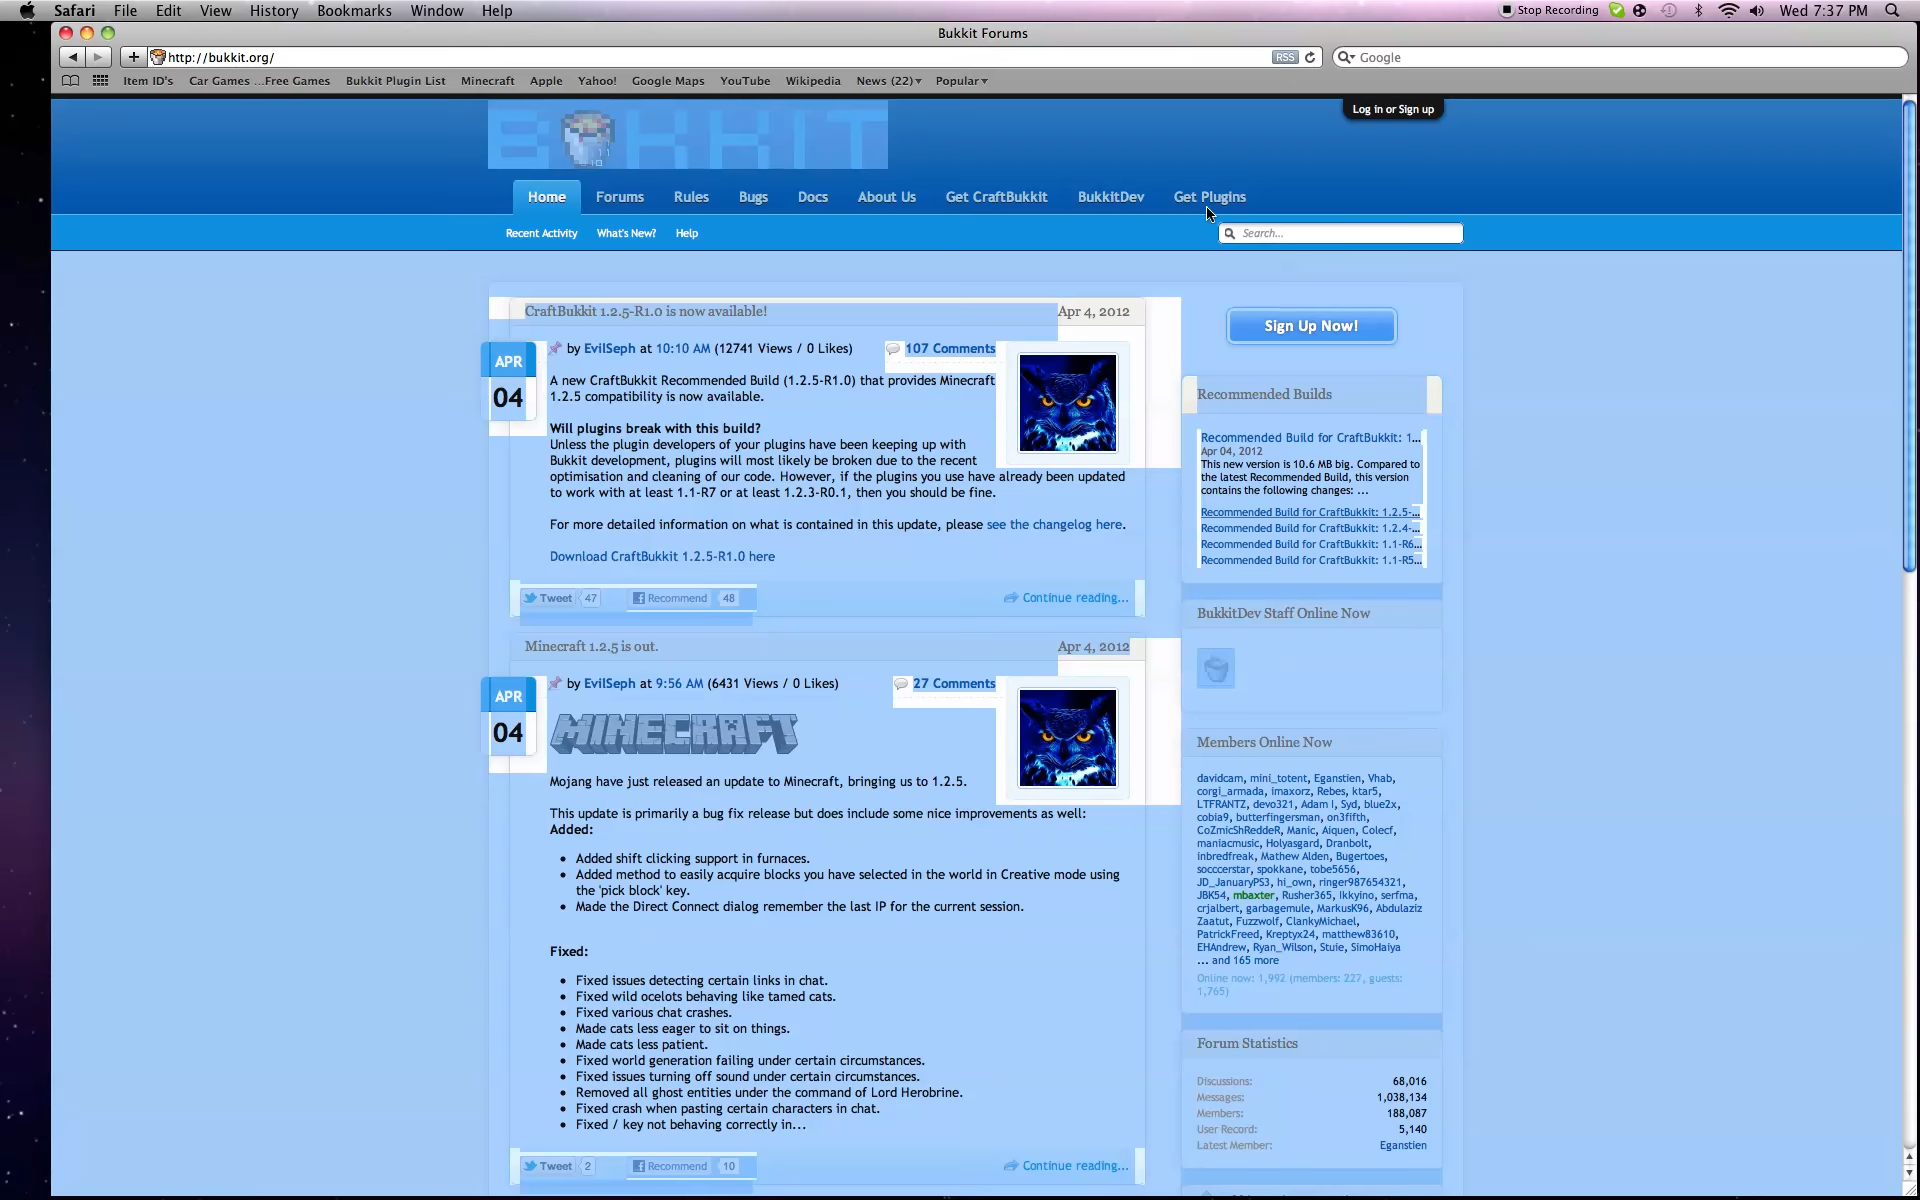 Safari File Edit View History Bookmarks Window Help
Stop Recording Wed 7:37 PM
Bukkit Forums
http://bukkit.org/
RSS
Google
Item ID's Car Games ...Free Games Bukkit Plugin List Minecraft Apple Yahoo! Google Maps YouTube Wikipedia News (22) Popular
BUKKIT
Log in or Sign up
Home Forums Rules Bugs Docs About Us Get CraftBukkit BukkitDev Get Plugins
Recent Activity What's New? Help
Search...
CraftBukkit 1.2.5-R1.0 is now available! Apr 4, 2012
APR
04
by EvilSeph at 10:10 AM (12741 Views / 0 Likes) 107 Comments
A new CraftBukkit Recommended Build (1.2.5-R1.0) that provides Minecraft
1.2.5 compatibility is now available.
Will plugins break with this build?
Unless the plugin developers of your plugins have been keeping up with
Bukkit development, plugins will most likely be broken due to the recent
optimisation and cleaning of our code. However, if the plugins you use have already been updated
to work with at least 1.1-R7 or at least 1.2.3-R0.1, then you should be fine.
For more detailed information on what is contained in this update, please see the changelog here.
Download CraftBukkit 1.2.5-R1.0 here
Tweet 47 Recommend 48 Continue reading...
Minecraft 1.2.5 is out. Apr 4, 2012
APR
04
by EvilSeph at 9:56 AM (6431 Views / 0 Likes) 27 Comments
MINECRAFT
Mojang have just released an update to Minecraft, bringing us to 1.2.5.
This update is primarily a bug fix release but does include some nice improvements as well:
Added:
Added shift clicking support in furnaces.
Added method to easily acquire blocks you have selected in the world in Creative mode using
the 'pick block' key.
Made the Direct Connect dialog remember the last IP for the current session.
Fixed:
Fixed issues detecting certain links in chat.
Fixed wild ocelots behaving like tamed cats.
Fixed various chat crashes.
Made cats less eager to sit on things.
Made cats less patient.
Fixed world generation failing under certain circumstances.
Fixed issues turning off sound under certain circumstances.
Removed all ghost entities under the command of Lord Herobrine.
Fixed crash when pasting certain characters in chat.
Fixed / key not behaving correctly in...
Tweet 2 Recommend 10 Continue reading...
Sign Up Now!
Recommended Builds
Recommended Build for CraftBukkit: 1...
Apr 04, 2012
This new version is 10.6 MB big. Compared to
the latest Recommended Build, this version
contains the following changes: ...
Recommended Build for CraftBukkit: 1.2.5-...
Recommended Build for CraftBukkit: 1.2.4-...
Recommended Build for CraftBukkit: 1.1-R6...
Recommended Build for CraftBukkit: 1.1-R5...
BukkitDev Staff Online Now
Members Online Now
davidcam, mini_totent, Eganstien, Vhab,
corgi_armada, imaxorz, Rebes, ktar5,
LTFRANTZ, devo321, Adam I, Syd, blue2x,
cobia9, butterfingersman, on3fifth,
CoZmicShReddeR, Manic, Aiquen, Colecf,
maniacmusic, Holyasgard, Dranbolt,
inbredfreak, Mathew Alden, Bugertoes,
socccerstar, spokkane, tobe5656,
JD_JanuaryPS3, hi_own, ringer987654321,
JBK54, mbaxter, Rusher365, Ikkyino, serfma,
crjalbert, garbagemule, MarkusK96, Abdulaziz
Zaatut, Fuzzwolf, ClankyMichael,
PatrickFreed, Kreptyx24, matthew83610,
EHAndrew, Ryan_Wilson, Stuie, SimoHaiya
... and 165 more
Online now: 1,992 (members: 227, guests:
1,765)
Forum Statistics
Discussions: 68,016
Messages: 1,038,134
Members: 188,087
User Record: 5,140
Latest Member: Eganstien